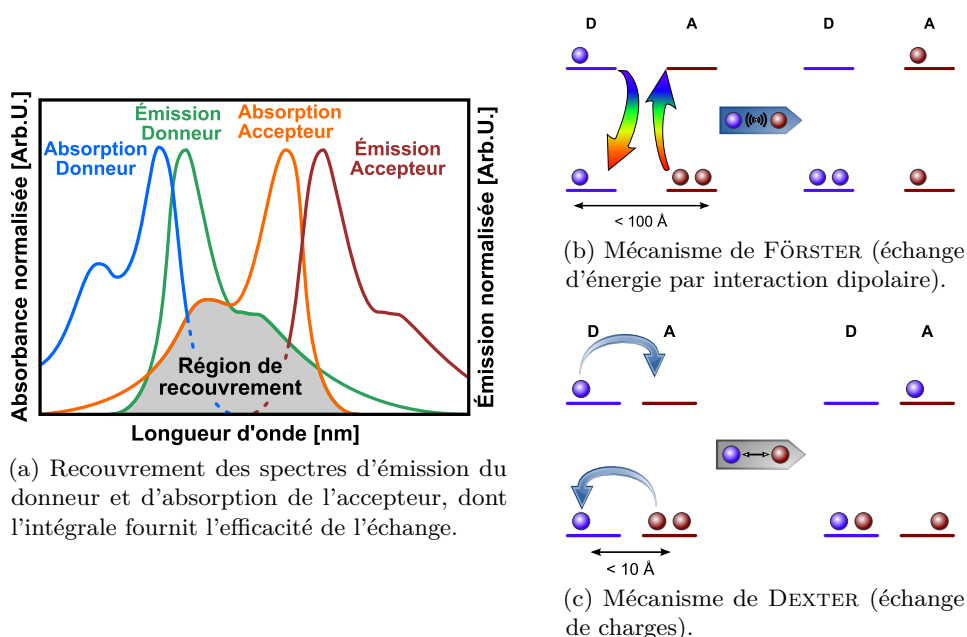 Absorbance normalisée [Arb.U.]
Émission normalisée [Arb.U.]
Absorption
Donneur
Émission
Donneur
Absorption
Accepteur
Émission
Accepteur
Région de
recouvrement
Longueur d'onde [nm]
(a) Recouvrement des spectres d'émission du
donneur et d'absorption de l'accepteur, dont
l'intégrale fournit l'efficacité de l'échange.
D
A
D
A
< 100 Å
(b) Mécanisme de FÖRSTER (échange
d'énergie par interaction dipolaire).
D
A
D
A
< 10 Å
(c) Mécanisme de DEXTER (échange
de charges).